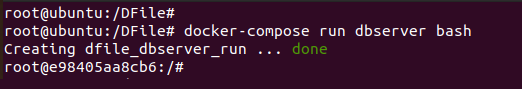 root@ubuntu:/DFile#
root@ubuntu:/DFile# docker-compose run dbserver bash
Creating dfile_dbserver_run ... done
root@e98405aa8cb6:/#